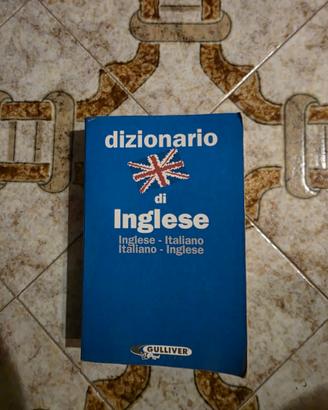 dizionario
di
Inglese
Inglese - Italiano
Italiano - Inglese
GULLIVER